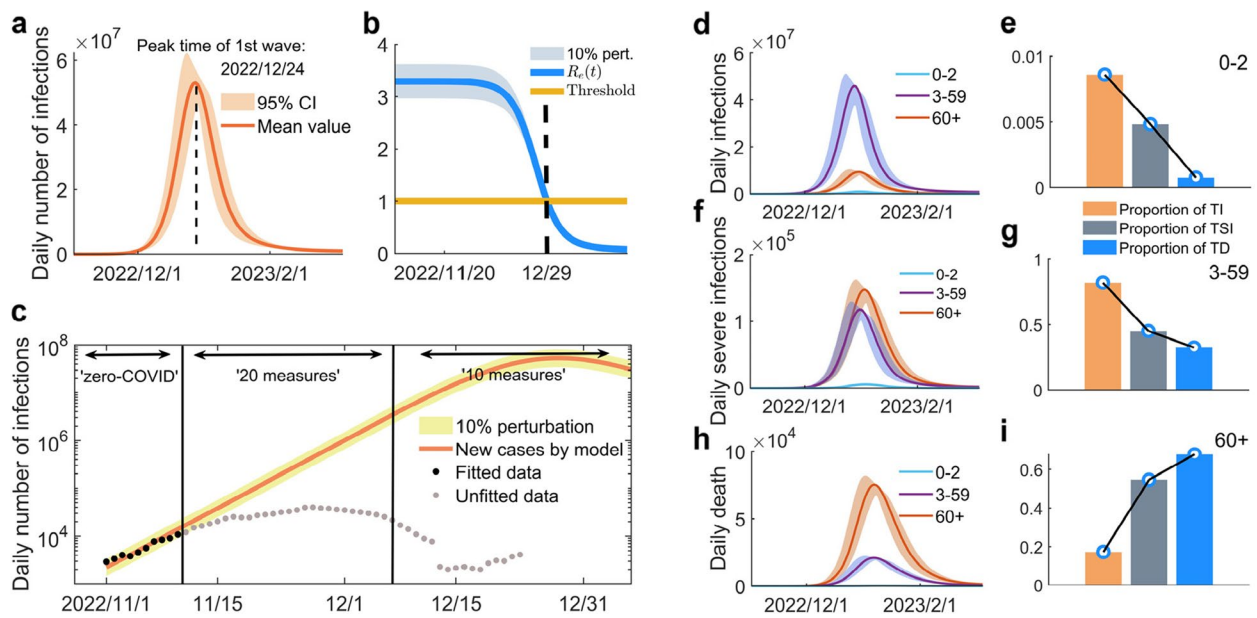 a
×10⁷
Daily number of infections
6
4
2
0
Peak time of 1st wave:
2022/12/24
95% CI
Mean value
2022/12/1
2023/2/1
b
4
3
2
1
0
10% pert.
Rₑ(t)
Threshold
2022/11/20
12/29
c
Daily number of infections
10⁸
10⁶
10⁴
'zero-COVID'
'20 measures'
'10 measures'
10% perturbation
New cases by model
Fitted data
Unfitted data
2022/11/1
11/15
12/1
12/15
12/31
d
×10⁷
Daily infections
6
4
2
0
0-2
3-59
60+
2022/12/1
2023/2/1
e
0-2
0.01
0.005
0
Proportion of TI
Proportion of TSI
Proportion of TD
f
×10⁵
Daily severe infections
2
1
0
0-2
3-59
60+
2022/12/1
2023/2/1
g
3-59
1
0.5
0
h
×10⁴
Daily death
10
5
0
0-2
3-59
60+
2022/12/1
2023/2/1
i
60+
0.6
0.4
0.2
0